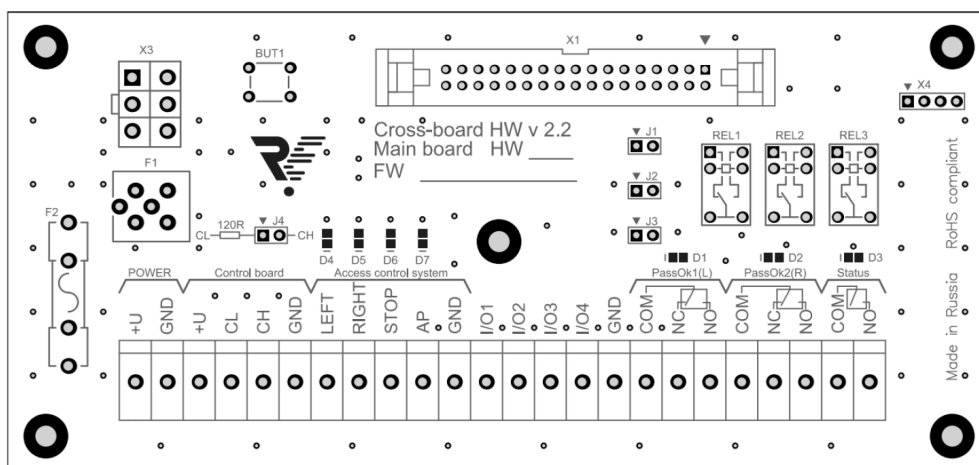 X3
BUT1
X1
X4
Cross-board HW v 2.2
Main board HW ____
FW ______________
J1
REL1 REL2 REL3
F1
J2
F2
CL 120R J4 CH
J3
D4 D5 D6 D7
D1 D2 D3
POWER Control board Access control system PassOk1(L) PassOk2(R) Status
+U GND +U CL CH GND LEFT RIGHT STOP AP GND I/O1 I/O2 I/O3 I/O4 GND COM NC NO COM NC NO COM NO
Made in Russia RoHS compliant